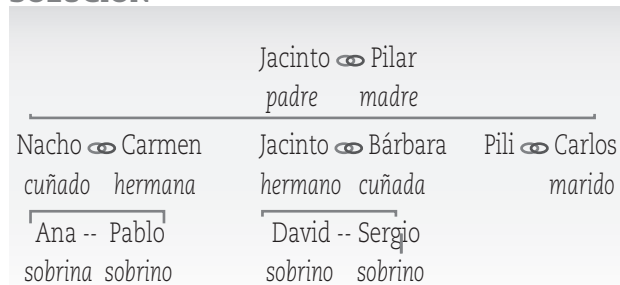 Jacinto Pilar
padre madre
Nacho Carmen Jacinto Bárbara Pili Carlos
cuñado hermana hermano cuñada marido
Ana -- Pablo David -- Sergio
sobrina sobrino sobrino sobrino